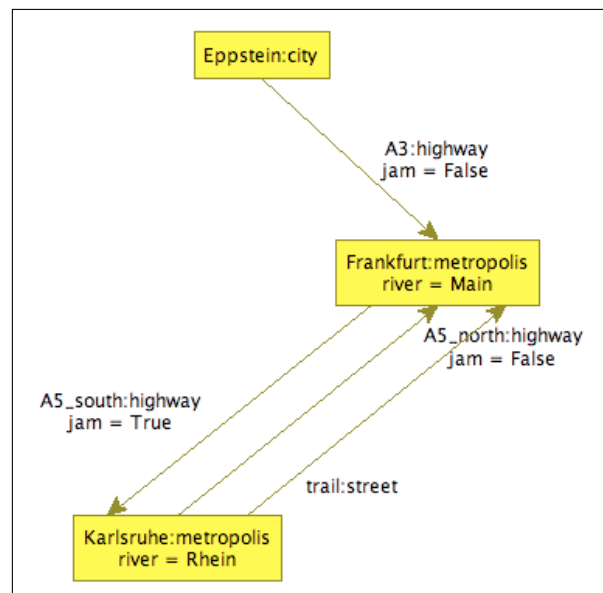 Eppstein:city
A3:highway
jam = False
Frankfurt:metropolis
river = Main
A5_north:highway
jam = False
A5_south:highway
jam = True
trail:street
Karlsruhe:metropolis
river = Rhein